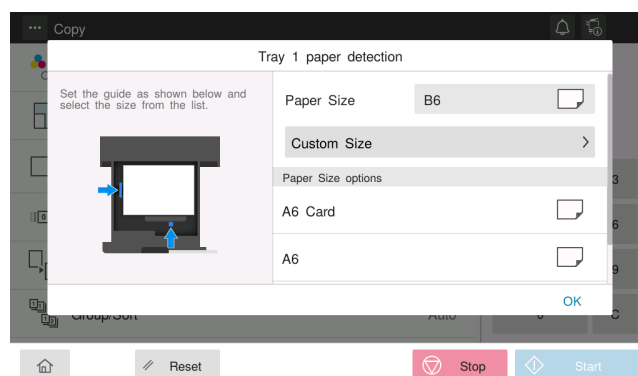 Copy
Tray 1 paper detection
Set the guide as shown below and
select the size from the list.
Paper Size B6
Custom Size
Paper Size options
A6 Card
A6
OK
3
6
9
C
Group/Sort Auto
Reset
Stop
Start